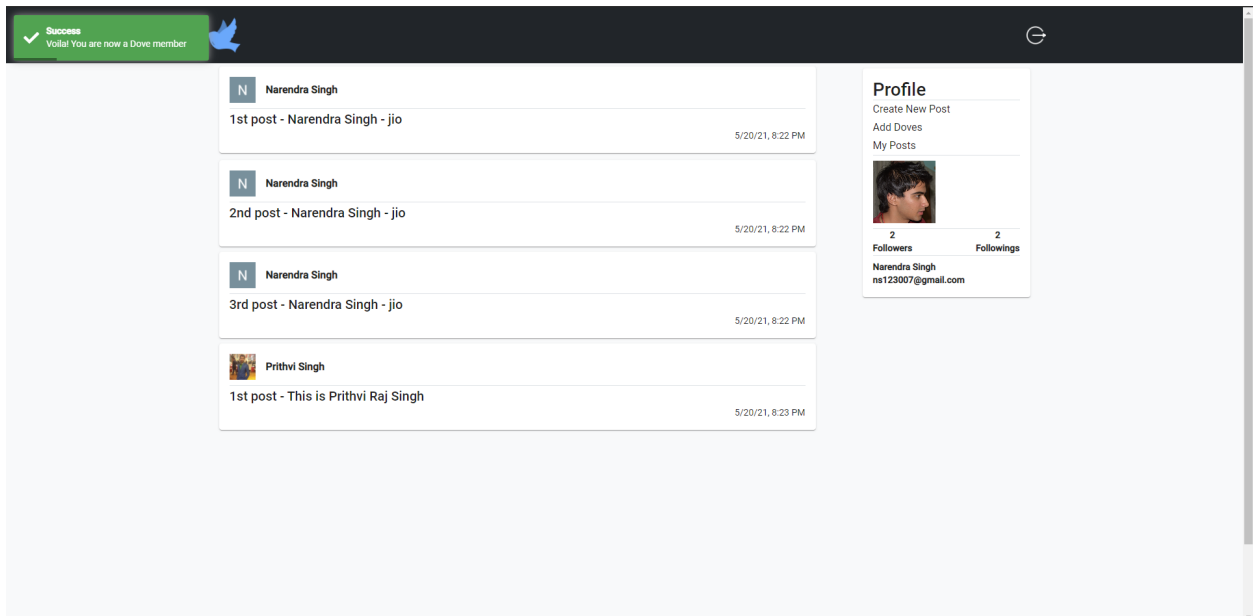 Success
Voila! You are now a Dove member
N Narendra Singh
1st post - Narendra Singh - jio
5/20/21, 8:22 PM
N Narendra Singh
2nd post - Narendra Singh - jio
5/20/21, 8:22 PM
N Narendra Singh
3rd post - Narendra Singh - jio
5/20/21, 8:22 PM
Prithvi Singh
1st post - This is Prithvi Raj Singh
5/20/21, 8:23 PM
Profile
Create New Post
Add Doves
My Posts
2 2
Followers Followings
Narendra Singh
ns123007@gmail.com